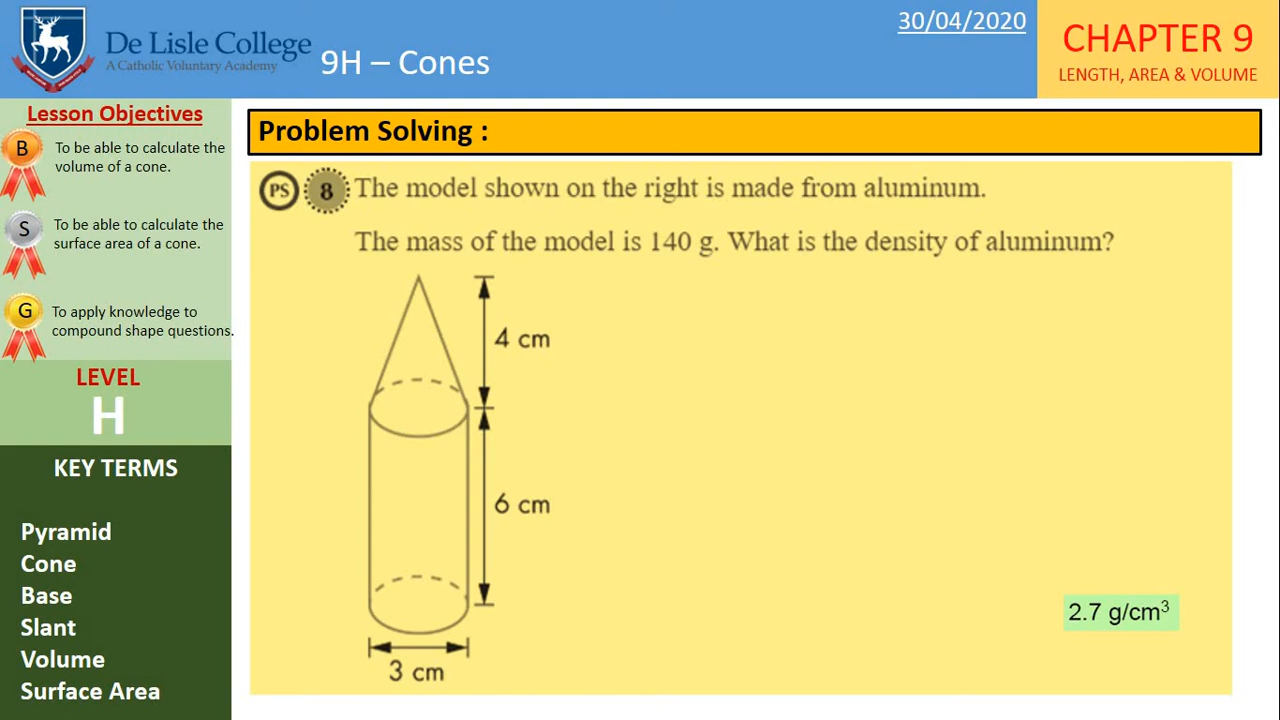 De Lisle College
A Catholic Voluntary Academy
9H – Cones
30/04/2020
CHAPTER 9
LENGTH, AREA & VOLUME
Lesson Objectives
B
To be able to calculate the
volume of a cone.
S
To be able to calculate the
surface area of a cone.
G
To apply knowledge to
compound shape questions.
LEVEL
H
KEY TERMS
Pyramid
Cone
Base
Slant
Volume
Surface Area
Problem Solving :
PS 8 The model shown on the right is made from aluminum.
The mass of the model is 140 g. What is the density of aluminum?
4 cm
6 cm
3 cm
2.7 g/cm³